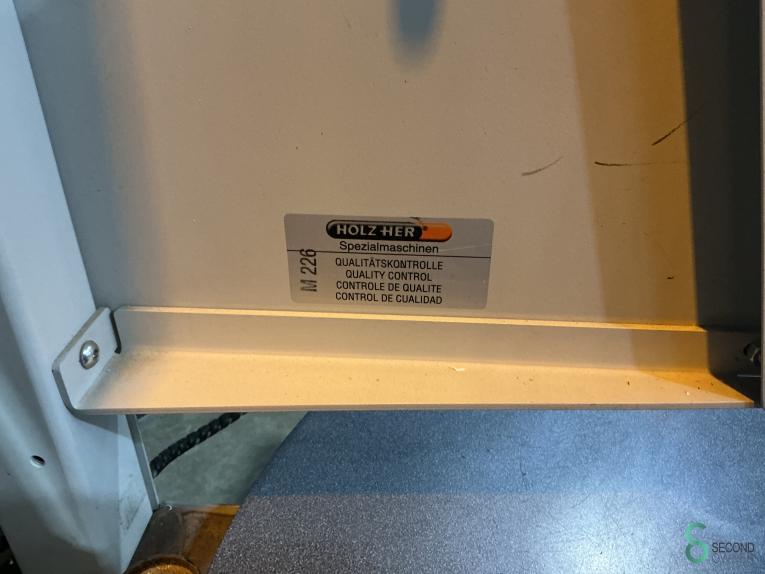 HOLZ-HER®
Spezialmaschinen
M 226
QUALITÄTSKONTROLLE
QUALITY CONTROL
CONTROLE DE QUALITE
CONTROL DE CUALIDAD
SECOND